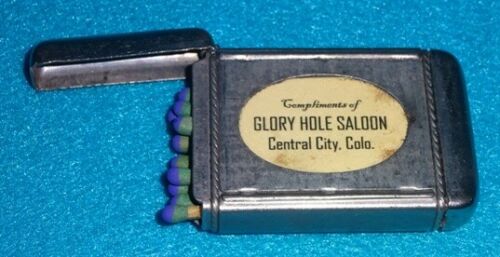 Compliments of
GLORY HOLE SALOON
Central City, Colo.